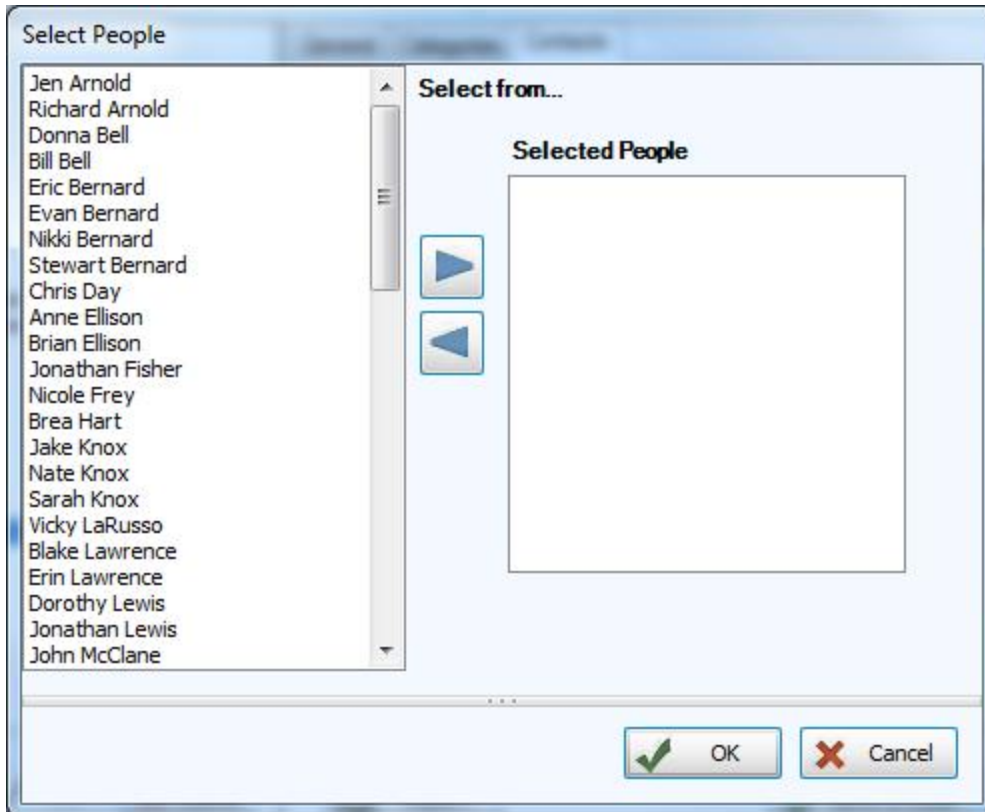 Select People
Jen Arnold
Richard Arnold
Donna Bell
Bill Bell
Eric Bernard
Evan Bernard
Nikki Bernard
Stewart Bernard
Chris Day
Anne Ellison
Brian Ellison
Jonathan Fisher
Nicole Frey
Brea Hart
Jake Knox
Nate Knox
Sarah Knox
Vicky LaRusso
Blake Lawrence
Erin Lawrence
Dorothy Lewis
Jonathan Lewis
John McClane
Select from...
Selected People
OK
Cancel